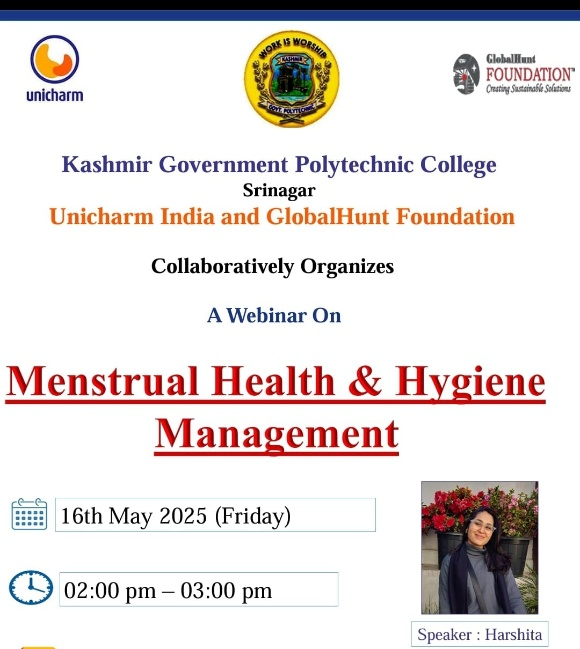 unicharm
WORK IS WORSHIP
KASHMIR
GOVT. POLYTECHNIC
GlobalHunt
FOUNDATION™
Creating Sustainable Solutions
Kashmir Government Polytechnic College
Srinagar
Unicharm India and GlobalHunt Foundation
Collaboratively Organizes
A Webinar On
Menstrual Health & Hygiene
Management
16th May 2025 (Friday)
02:00 pm – 03:00 pm
Speaker : Harshita